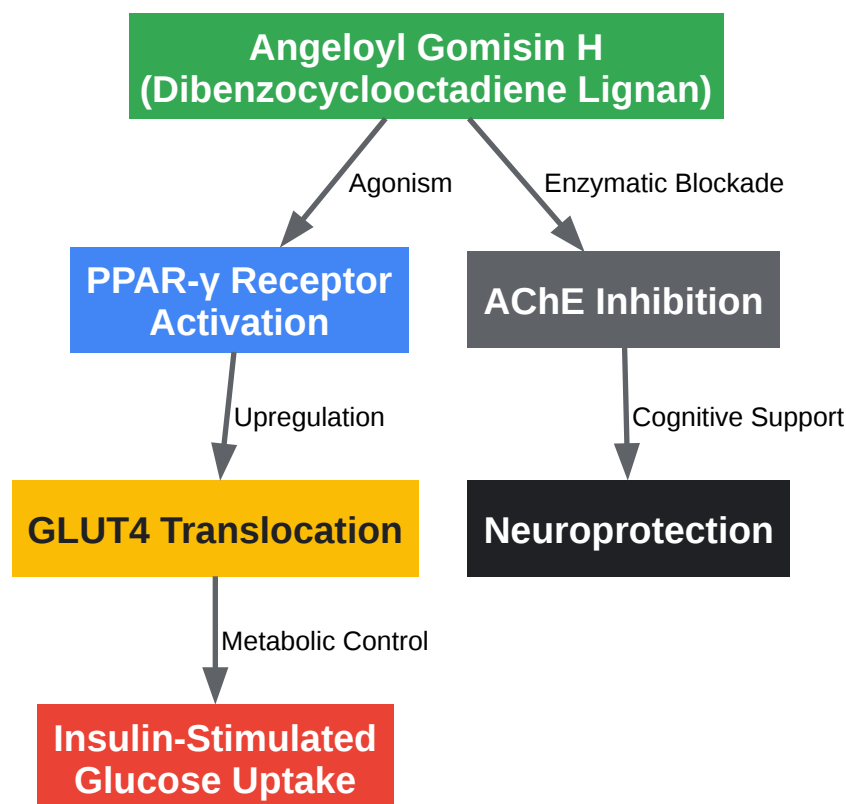 Angeloyl Gomisin H
(Dibenzocyclooctadiene Lignan)
Agonism
Enzymatic Blockade
PPAR-γ Receptor
Activation
AChE Inhibition
Upregulation
Cognitive Support
GLUT4 Translocation
Neuroprotection
Metabolic Control
Insulin-Stimulated
Glucose Uptake